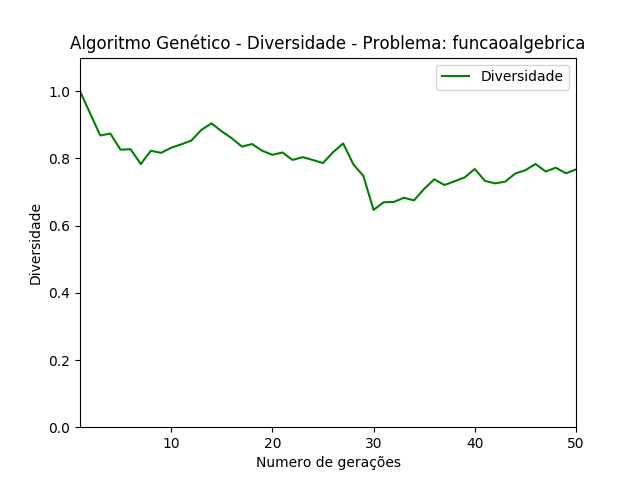 Algoritmo Genético - Diversidade - Problema: funcaoalgebrica
Diversidade
1.0
0.8
0.6
0.4
0.2
0.0
Diversidade
10
20
30
40
50
Numero de gerações